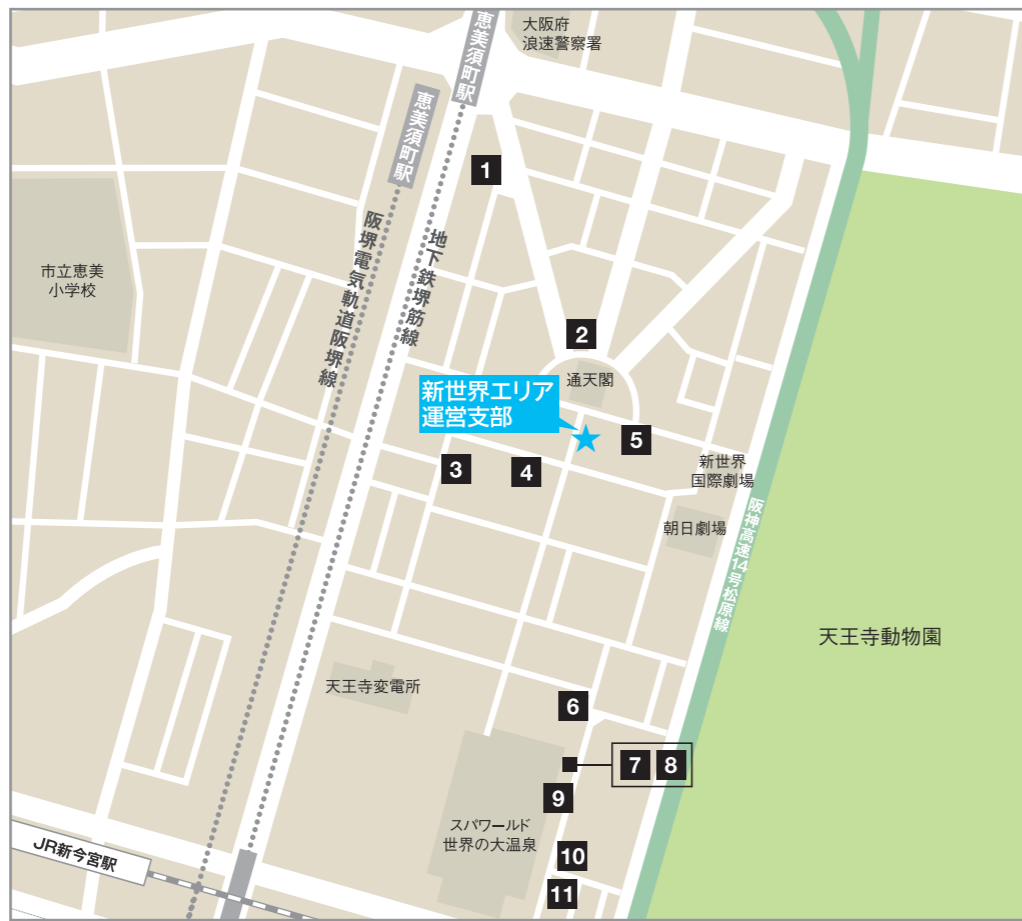 大阪府
浪速警察署
恵美須町駅
恵美須町駅
1
地下鉄堺筋線
阪堺電気軌道阪堺線
市立恵美
小学校
2
通天閣
新世界エリア
運営支部
5
3
4
新世界
国際劇場
朝日劇場
阪神高速14号松原線
天王寺動物園
天王寺変電所
6
7 8
9
スパワールド
世界の大温泉
10
11
JR新今宮駅